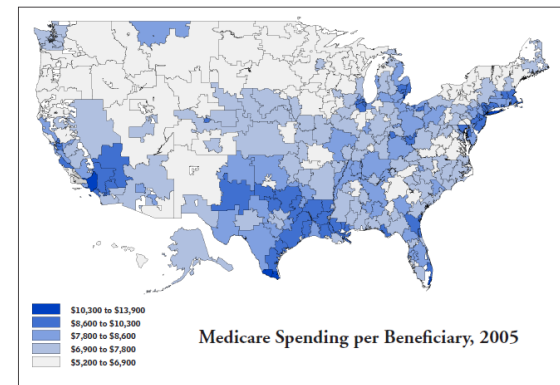 $10,300 to $13,900
$8,600 to $10,300
$7,800 to $8,600
$6,900 to $7,800
$5,200 to $6,900
Medicare Spending per Beneficiary, 2005